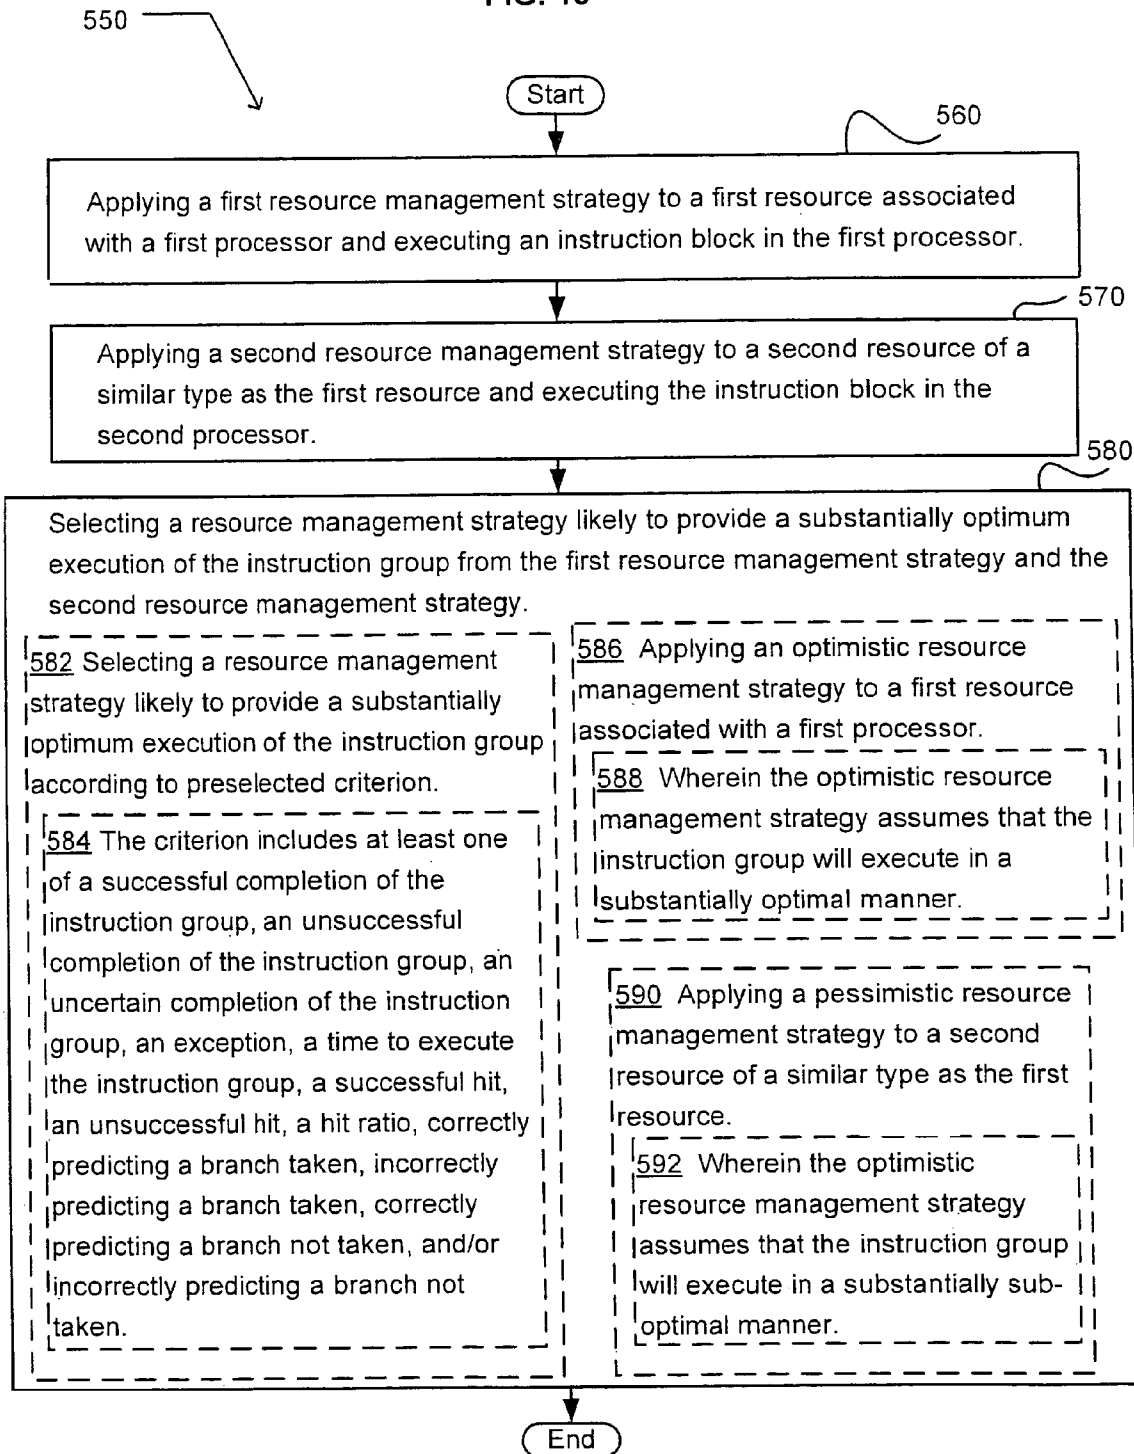 550
Start
560
Applying a first resource management strategy to a first resource associated
with a first processor and executing an instruction block in the first processor.
570
Applying a second resource management strategy to a second resource of a
similar type as the first resource and executing the instruction block in the
second processor.
580
Selecting a resource management strategy likely to provide a substantially optimum
execution of the instruction group from the first resource management strategy and the
second resource management strategy.
582 Selecting a resource management
strategy likely to provide a substantially
optimum execution of the instruction group
according to preselected criterion.
584 The criterion includes at least one
of a successful completion of the
instruction group, an unsuccessful
completion of the instruction group, an
uncertain completion of the instruction
group, an exception, a time to execute
the instruction group, a successful hit,
an unsuccessful hit, a hit ratio, correctly
predicting a branch taken, incorrectly
predicting a branch taken, correctly
predicting a branch not taken, and/or
incorrectly predicting a branch not
taken.
586 Applying an optimistic resource
management strategy to a first resource
associated with a first processor.
588 Wherein the optimistic resource
management strategy assumes that the
instruction group will execute in a
substantially optimal manner.
590 Applying a pessimistic resource
management strategy to a second
resource of a similar type as the first
resource.
592 Wherein the optimistic
resource management strategy
assumes that the instruction group
will execute in a substantially sub-
optimal manner.
End